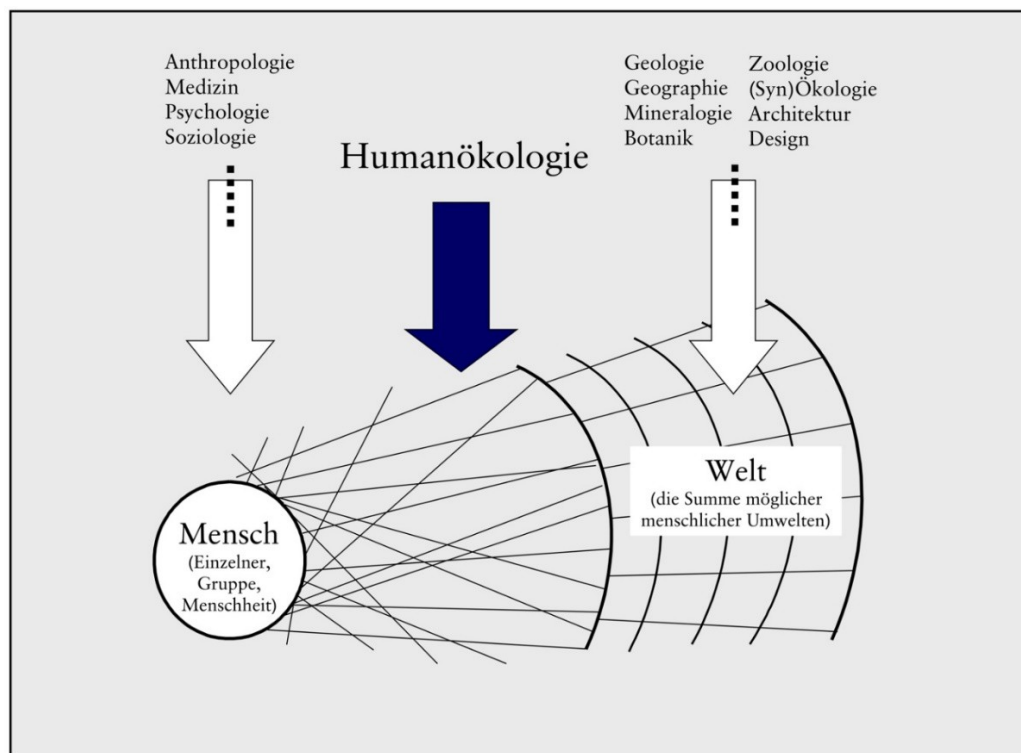 Anthropologie
Medizin
Psychologie
Soziologie
Humanökologie
Geologie
Geographie
Mineralogie
Botanik
Zoologie
(Syn)Ökologie
Architektur
Design
Mensch
(Einzelner,
Gruppe,
Menschheit)
Welt
(die Summe möglicher
menschlicher Umwelten)